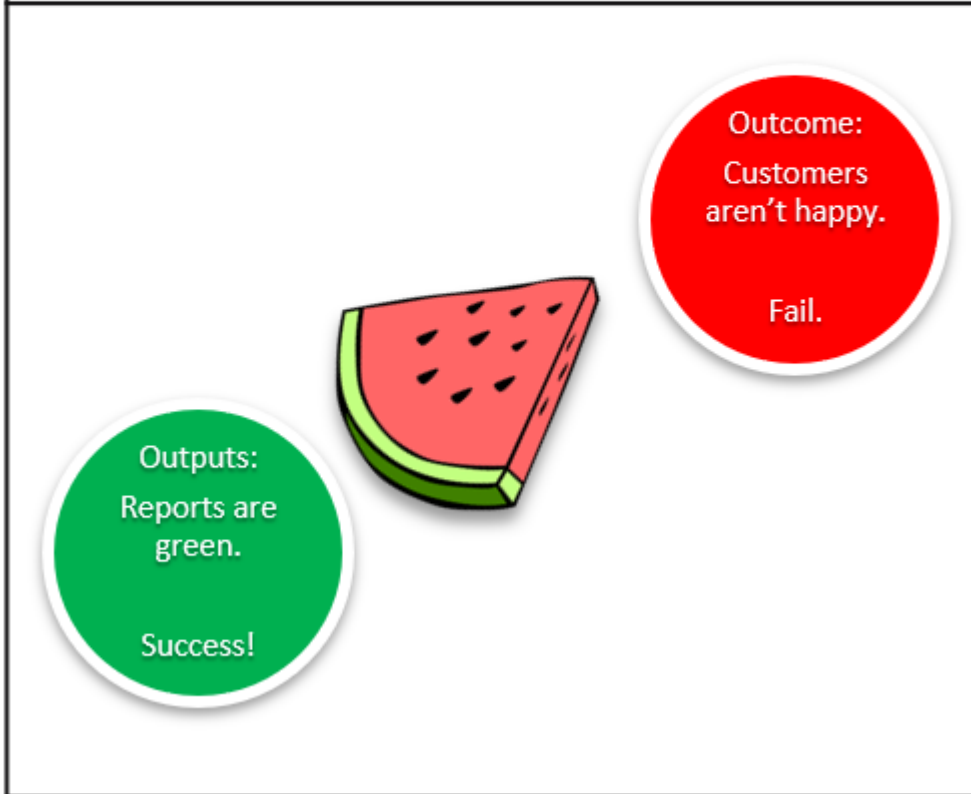 Outcome:
Customers
aren’t happy.
Fail.
Outputs:
Reports are
green.
Success!